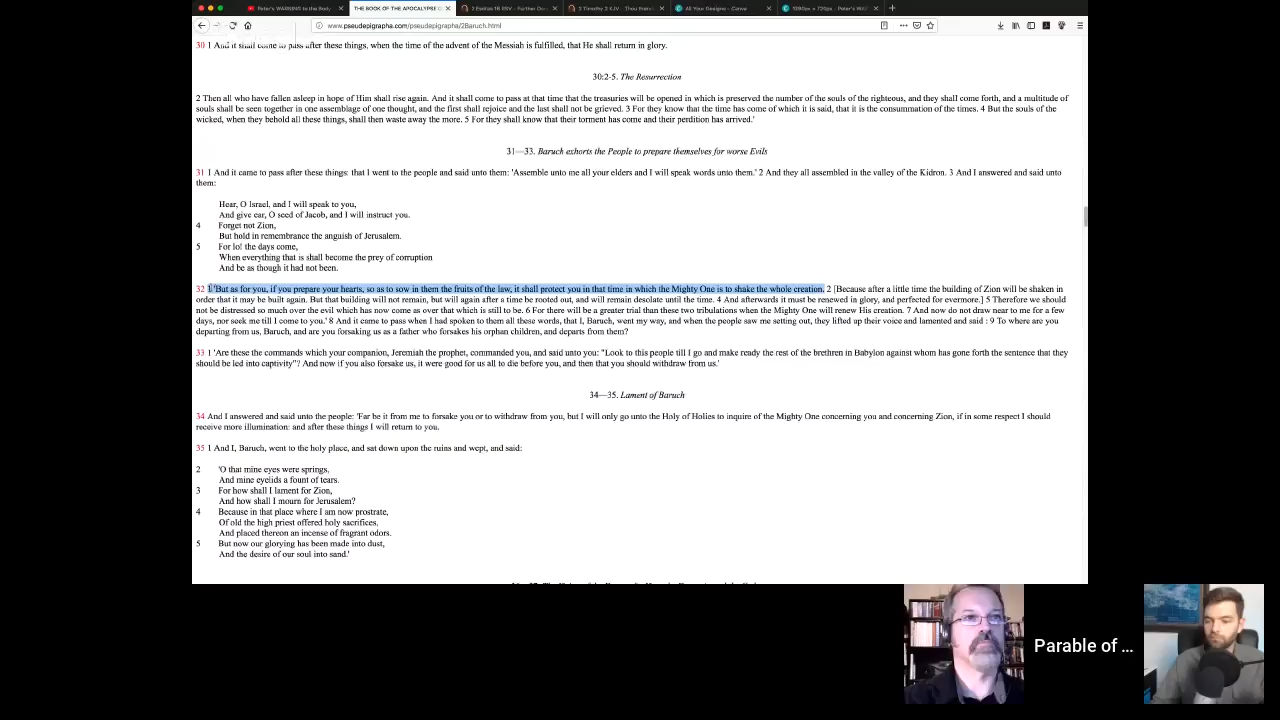 Peter's WARNING to the Body
THE BOOK OF THE APOCALYPSE O
2 Esdras 16 RSV - Further Den
2 Timothy 2 KJV - Thou there
All Your Designs - Canva
1280px × 720px - Peter's WAR
www.pseudepigrapha.com/pseudepigrapha/2Baruch.html
30 1 And it shall come to pass after these things, when the time of the advent of the Messiah is fulfilled, that He shall return in glory.
30:2-5. The Resurrection
2 Then all who have fallen asleep in hope of Him shall rise again. And it shall come to pass at that time that the treasuries will be opened in which is preserved the number of the souls of the righteous, and they shall come forth, and a multitude of
souls shall be seen together in one assemblage of one thought, and the first shall rejoice and the last shall not be grieved. 3 For they know that the time has come of which it is said, that it is the consummation of the times. 4 But the souls of the
wicked, when they behold all these things, shall then waste away the more. 5 For they shall know that their torment has come and their perdition has arrived.'
31—33. Baruch exhorts the People to prepare themselves for worse Evils
31 1 And it came to pass after these things: that I went to the people and said unto them: 'Assemble unto me all your elders and I will speak words unto them.' 2 And they all assembled in the valley of the Kidron. 3 And I answered and said unto
them:
Hear, O Israel, and I will speak to you,
And give ear, O seed of Jacob, and I will instruct you.
4 Forget not Zion,
But hold in remembrance the anguish of Jerusalem.
5 For lo! the days come,
When everything that is shall become the prey of corruption
And be as though it had not been.
32 1 'But as for you, if you prepare your hearts, so as to sow in them the fruits of the law, it shall protect you in that time in which the Mighty One is to shake the whole creation. 2 [Because after a little time the building of Zion will be shaken in
order that it may be built again. But that building will not remain, but will again after a time be rooted out, and will remain desolate until the time. 4 And afterwards it must be renewed in glory, and perfected for evermore.] 5 Therefore we should
not be distressed so much over the evil which has now come as over that which is still to be. 6 For there will be a greater trial than these two tribulations when the Mighty One will renew His creation. 7 And now do not draw near to me for a few
days, nor seek me till I come to you.' 8 And it came to pass when I had spoken to them all these words, that I, Baruch, went my way, and when the people saw me setting out, they lifted up their voice and lamented and said : 9 To where are you
departing from us, Baruch, and are you forsaking us as a father who forsakes his orphan children, and departs from them?
33 1 'Are these the commands which your companion, Jeremiah the prophet, commanded you, and said unto you: "Look to this people till I go and make ready the rest of the brethren in Babylon against whom has gone forth the sentence that they
should be led into captivity"? And now if you also forsake us, it were good for us all to die before you, and then that you should withdraw from us.'
34—35. Lament of Baruch
34 And I answered and said unto the people: 'Far be it from me to forsake you or to withdraw from you, but I will only go unto the Holy of Holies to inquire of the Mighty One concerning you and concerning Zion, if in some respect I should
receive more illumination: and after these things I will return to you.
35 1 And I, Baruch, went to the holy place, and sat down upon the ruins and wept, and said:
2 'O that mine eyes were springs,
And mine eyelids a fount of tears.
3 For how shall I lament for Zion,
And how shall I mourn for Jerusalem?
4 Because in that place where I am now prostrate,
Of old the high priest offered holy sacrifices,
And placed thereon an incense of fragrant odors.
5 But now our glorying has been made into dust,
And the desire of our soul into sand.'
Parable of ...